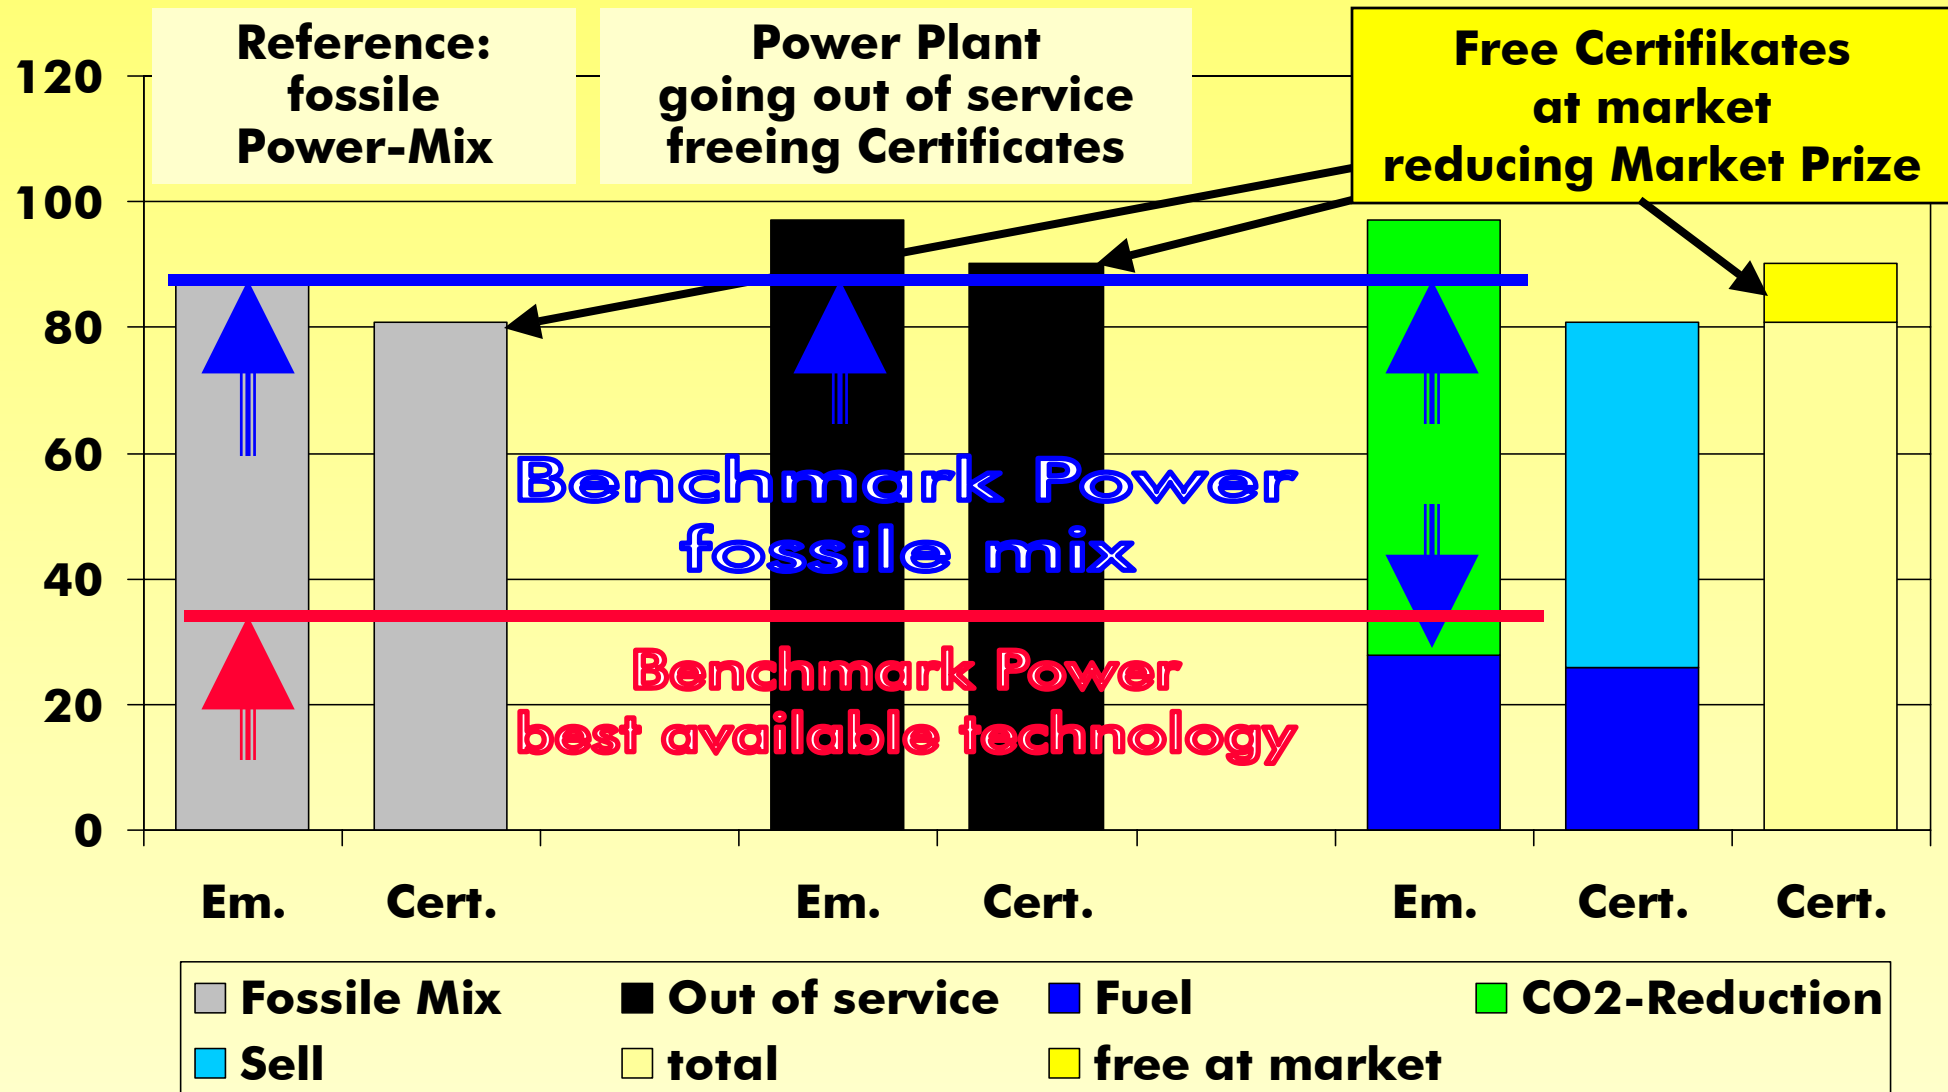 Reference:
fossile
Power-Mix
Power Plant
going out of service
freeing Certificates
Free Certifikates
at market
reducing Market Prize
120
100
80
60
40
20
0
Benchmark Power
fossile mix
Benchmark Power
best available technology
Em.
Cert.
Em.
Cert.
Em.
Cert.
Cert.
Fossile Mix
Out of service
Fuel
CO2-Reduction
Sell
total
free at market